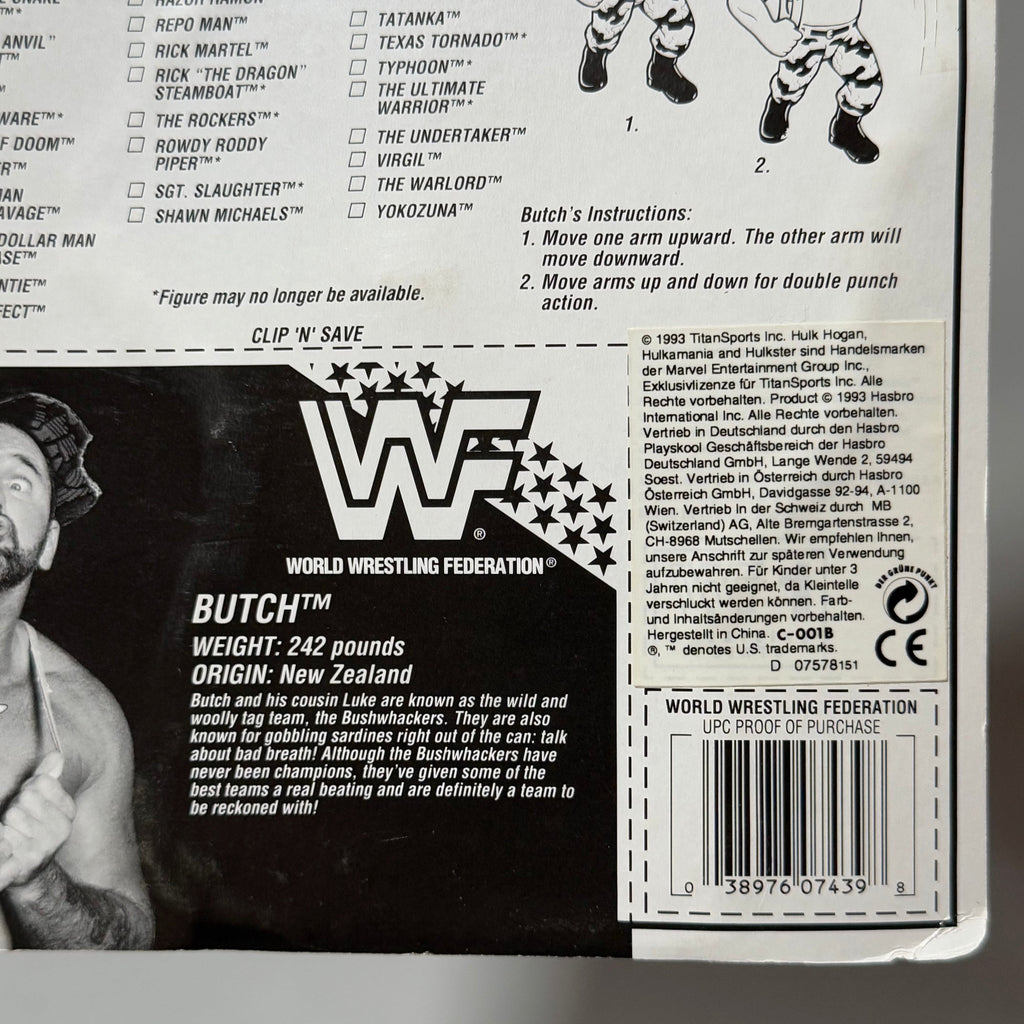 ANVIL"
WARE™*
F DOOM™
AVAGE™
DOLLAR MAN
☐ REPO MAN™
☐ RICK MARTEL™
☐ RICK "THE DRAGON"
STEAMBOAT™*
☐ THE ROCKERS™*
☐ ROWDY RODDY
PIPER™*
☐ SGT. SLAUGHTER™*
☐ SHAWN MICHAELS™
☐ TATANKA™
☐ TEXAS TORNADO™*
☐ TYPHOON™*
☐ THE ULTIMATE
WARRIOR™*
☐ THE UNDERTAKER™
☐ VIRGIL™
☐ THE WARLORD™
☐ YOKOZUNA™
*Figure may no longer be available.
CLIP 'N' SAVE
1.
2.
Butch's Instructions:
1. Move one arm upward. The other arm will
move downward.
2. Move arms up and down for double punch
action.
WF®
WORLD WRESTLING FEDERATION®
BUTCH™
WEIGHT: 242 pounds
ORIGIN: New Zealand
Butch and his cousin Luke are known as the wild and
woolly tag team, the Bushwhackers. They are also
known for gobbling sardines right out of the can: talk
about bad breath! Although the Bushwhackers have
never been champions, they've given some of the
best teams a real beating and are definitely a team to
be reckoned with!
© 1993 TitanSports Inc. Hulk Hogan,
Hulkamania and Hulkster sind Handelsmarken
der Marvel Entertainment Group Inc.,
Exklusivlizenze für TitanSports Inc. Alle
Rechte vorbehalten. Product © 1993 Hasbro
International Inc. Alle Rechte vorbehalten.
Vertrieb in Deutschland durch den Hasbro
Playskool Geschäftsbereich der Hasbro
Deutschland GmbH, Lange Wende 2, 59494
Soest. Vertrieb in Österreich durch Hasbro
Österreich GmbH, Davidgasse 92-94, A-1100
Wien. Vertrieb in der Schweiz durch MB
(Switzerland) AG, Alte Bremgartenstrasse 2,
CH-8968 Mutschellen. Wir empfehlen Ihnen,
unsere Anschrift zur späteren Verwendung
aufzubewahren. Für Kinder unter 3
Jahren nicht geeignet, da Kleinteile
verschluckt werden können. Farb-
und Inhaltsänderungen vorbehalten.
Hergestellt in China. C-001B
®, ™ denotes U.S. trademarks.
D 07578151
DER GRÜNE PUNKT
CE
WORLD WRESTLING FEDERATION
UPC PROOF OF PURCHASE
0 38976 07439 8